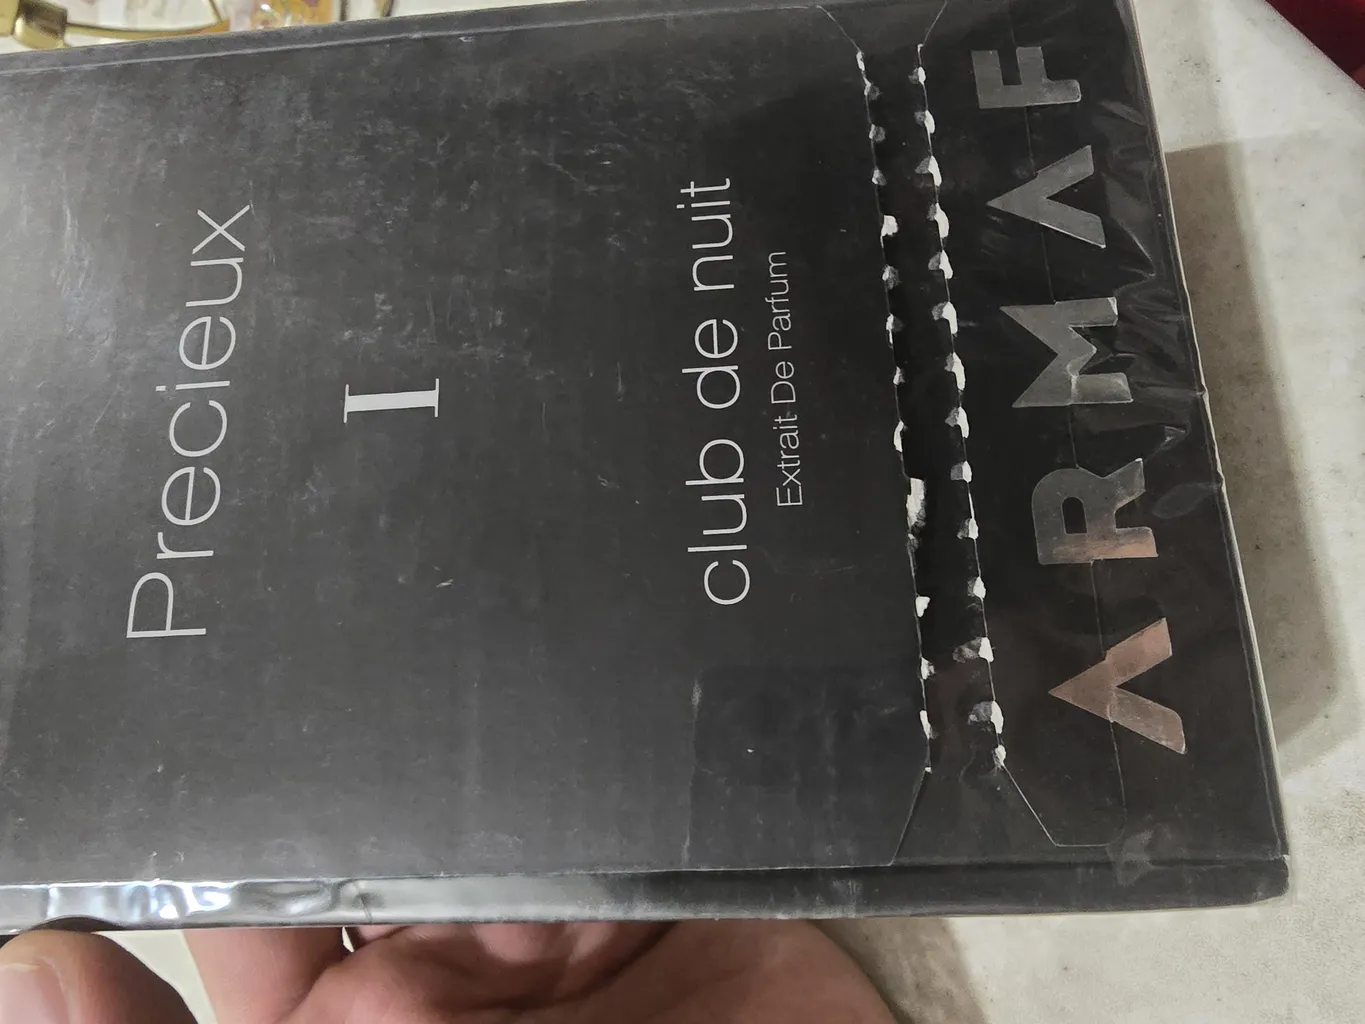 Precieux
I
club de nuit
Extrait De Parfum
ARMAF